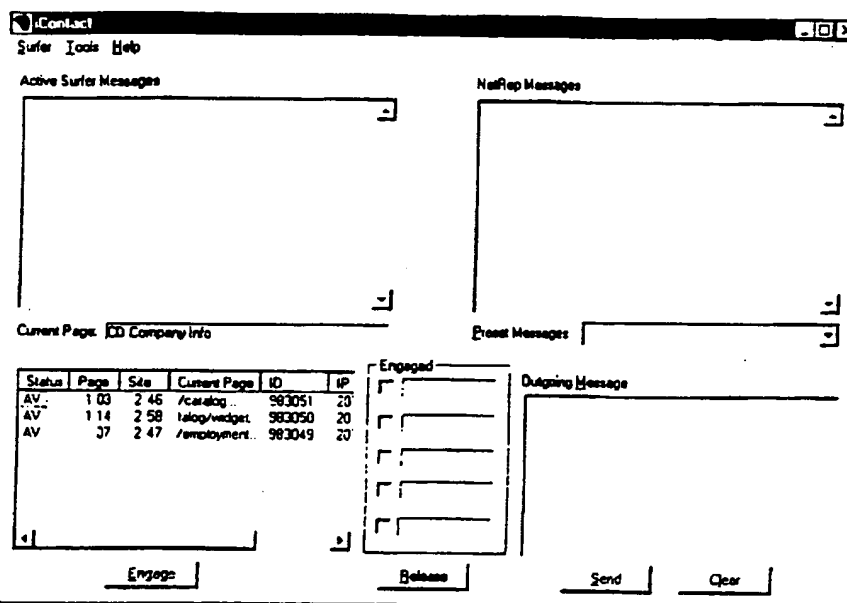 iContact
Surfer Tools Help
Active Surfer Messages
NetRep Messages
Current Page: CD Company Info
Preset Messages
Status Page Site Current Page ID IP
AV 1 03 2 46 /catalog... 983051 20
AV 1 14 2 58 talog/widget. 983050 20
AV 37 2 47 /employment... 983049 20
Engaged
Outgoing Message
Engage
Release
Send
Clear